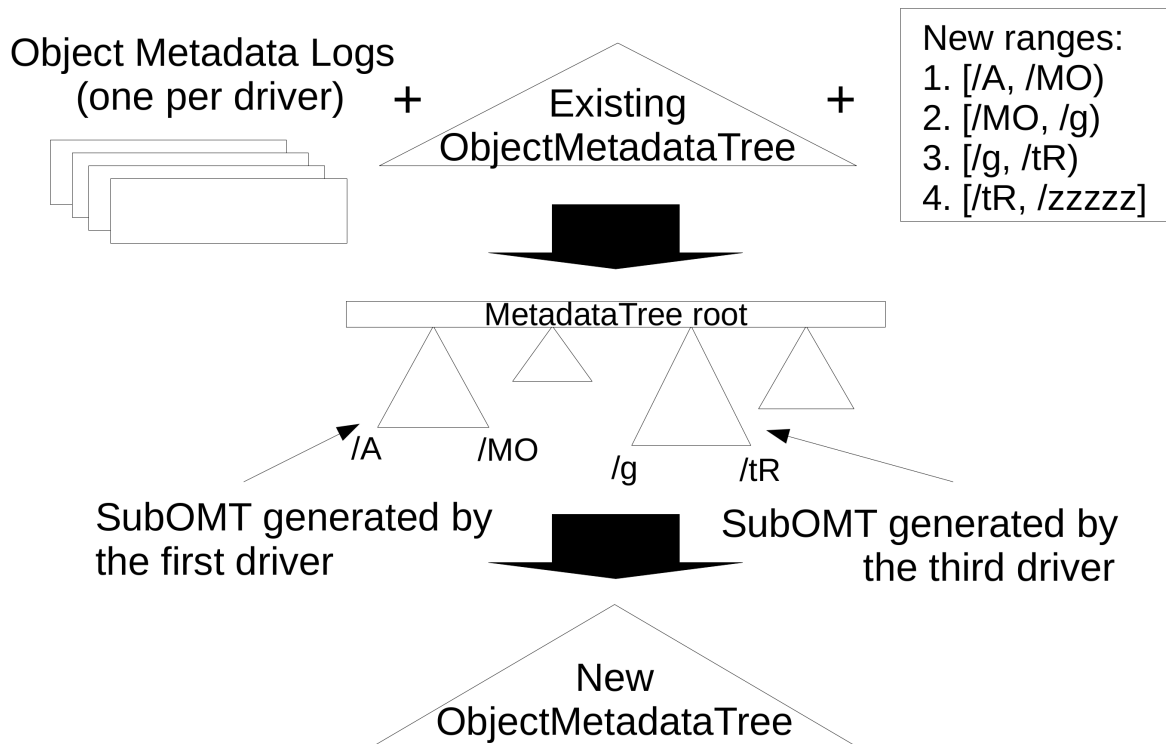 Object Metadata Logs
(one per driver)
+
Existing
ObjectMetadataTree
+
New ranges:
1. [/A, /MO)
2. [/MO, /g)
3. [/g, /tR)
4. [/tR, /zzzzz]
MetadataTree root
/A
/MO
/g
/tR
SubOMT generated by
the first driver
SubOMT generated by
the third driver
New
ObjectMetadataTree